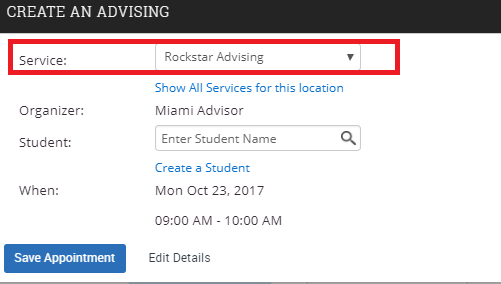 CREATE AN ADVISING
Service: Rockstar Advising
Show All Services for this location
Organizer: Miami Advisor
Student: Enter Student Name
Create a Student
When: Mon Oct 23, 2017
09:00 AM - 10:00 AM
Save Appointment Edit Details